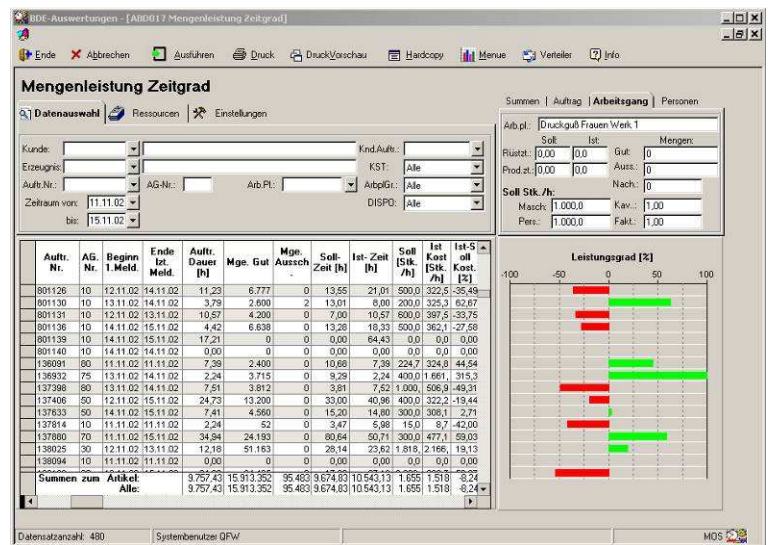 BDE-Auswertungen - [ABD017 Mengenleistung Zeitgrad]
Ende Abbrechen Ausführen Druck DruckVorschau Hardcopy Menue Verteiler Info
Mengenleistung Zeitgrad
Datenauswahl Ressourcen Einstellungen
Summen Auftrag Arbeitsgang Personen
Arb.pl.: Druckguß Frauen Werk 1
Soll: Ist: Mengen:
Rüstzt.: 0,00 0,0 Gut: 0
Prod.zt.: 0,00 0,0 Auss.: 0
Nach.: 0
Soll Stk./h:
Masch: 1.000,0 Kav..: 1,00
Pers.: 1.000,0 Fakt.: 1,00
Kunde: Knd.Auftr.:
Erzeugnis: KST: Alle
Auftr.Nr.: AG-Nr.: Arb.Pl.: ArbplGr.: Alle
Zeitraum von: 11.11.02 DISPO: Alle
bis: 15.11.02
Auftr. Nr. AG. Nr. Beginn 1.Meld. Ende lzt. Meld. Auftr. Dauer [h] Mge. Gut Mge. Aussch. Soll-Zeit [h] Ist- Zeit [h] Soll [Stk. /h] Ist Kost [Stk. /h] Ist-S oll Kost. [%]
801126 10 12.11.02 14.11.02 11,23 6.777 0 13,55 21,01 500,0 322,5 -35,49
801130 10 13.11.02 14.11.02 3,79 2.600 2 13,01 8,00 200,0 325,3 62,67
801131 10 12.11.02 12.11.02 10,57 4.200 0 7,00 10,57 600,0 397,5 -33,75
801136 10 14.11.02 15.11.02 4,42 6.638 0 13,28 18,33 500,0 362,1 -27,58
801139 10 14.11.02 15.11.02 17,21 0 0 0,00 64,43 0,0 0,0 0,00
801140 10 14.11.02 14.11.02 0,00 0 0 0,00 0,00 0,0 0,0 0,00
136091 80 11.11.02 11.11.02 7,39 2.400 0 10,68 7,39 224,7 324,8 44,54
136932 75 13.11.02 14.11.02 2,24 3.715 0 9,29 2,24 400,0 1.661, 315,3
137398 80 13.11.02 14.11.02 7,51 3.812 0 3,81 7,52 1.000, 506,9 -49,31
137406 50 12.11.02 15.11.02 24,73 13.200 0 33,00 40,96 400,0 322,2 -19,44
137633 50 14.11.02 15.11.02 7,41 4.560 0 15,20 14,80 300,0 308,1 2,71
137814 10 11.11.02 11.11.02 2,24 52 0 3,47 5,98 15,0 8,7 -42,00
137880 70 11.11.02 15.11.02 34,94 24.193 0 80,64 50,71 300,0 477,1 59,03
138025 30 12.11.02 13.11.02 12,18 51.163 0 28,14 23,62 1.818, 2.166, 19,13
138094 10 11.11.02 11.11.02 0,00 0 0 0,00 0,00 0,0 0,0 0,00
Summen zum Artikel: 9.757,43 15.913.352 95.483 9.674,83 10.543,13 1.655 1.518 -8,24
Alle: 9.757,43 15.913.352 95.483 9.674,83 10.543,13 1.655 1.518 -8,24
Leistungsgrad [%]
-100 -50 0 50 100
Datensatzanzahl: 480 Systembenutzer QFW MOS